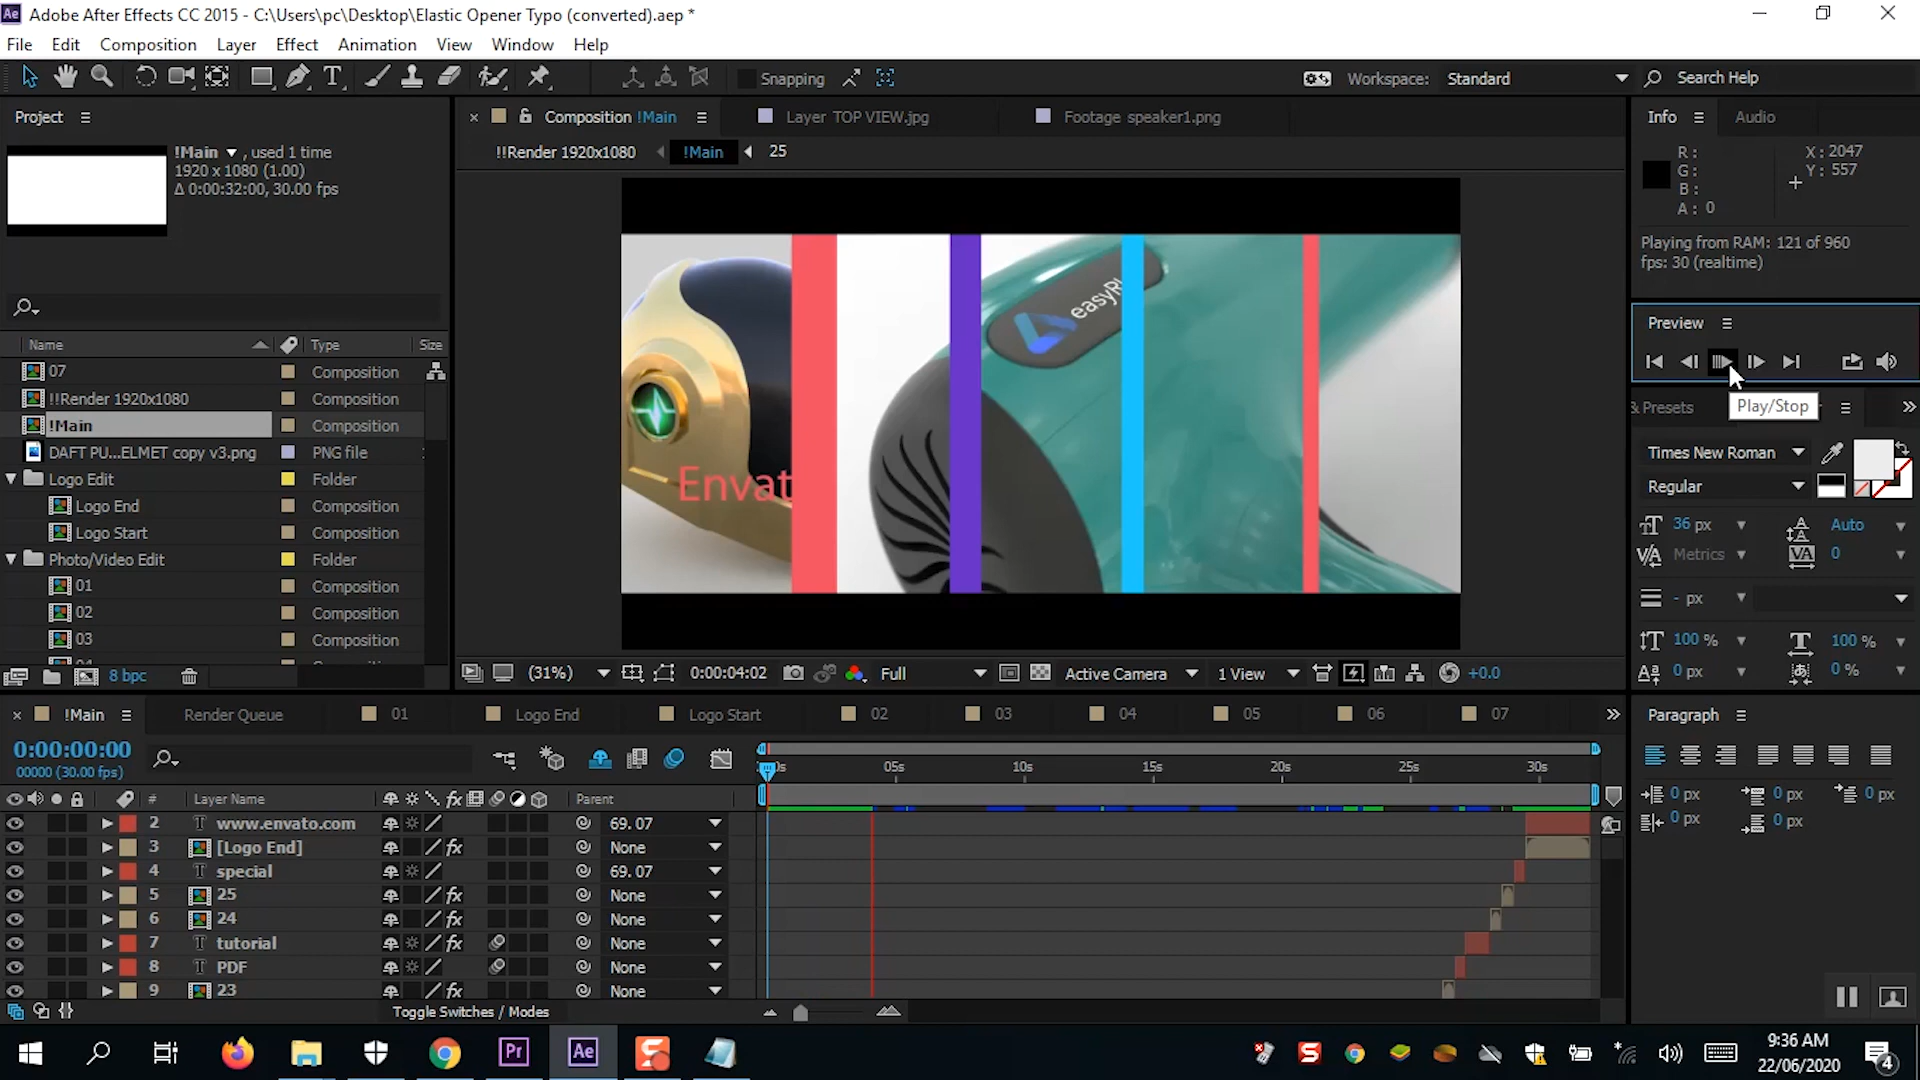 Adobe After Effects CC 2015 - C:\Users\pc\Desktop\Elastic Opener Typo (converted).aep *
File Edit Composition Layer Effect Animation View Window Help
Snapping
Workspace: Standard
Search Help
Project
!Main , used 1 time
1920 x 1080 (1.00)
Δ 0:00:32:00, 30.00 fps
Name Type Size
07 Composition
!!Render 1920x1080 Composition
!Main Composition
DAFT PU...ELMET copy v3.png PNG file
Logo Edit Folder
Logo End Composition
Logo Start Composition
Photo/Video Edit Folder
01 Composition
02 Composition
03 Composition
8 bpc
Composition !Main
Layer TOP VIEW.jpg
Footage speaker1.png
!!Render 1920x1080 !Main 25
Envat
(31%) 0:00:04:02 Full Active Camera 1 View +0.0
Info Audio
R:
G:
B:
A: 0
X: 2047
Y: 557
Playing from RAM: 121 of 960
fps: 30 (realtime)
Preview
Play/Stop
& Presets
Times New Roman
Regular
36 px Auto
Metrics 0
- px
100 % 100 %
0 px 0 %
Paragraph
0 px 0 px 0 px
0 px 0 px
!Main Render Queue 01 Logo End Logo Start 02 03 04 05 06 07
0:00:00:00
00000 (30.00 fps)
0s 05s 10s 15s 20s 25s 30s
# Layer Name fx Parent
2 T www.envato.com 69. 07
3 [Logo End] fx None
4 T special 69. 07
5 25 fx None
6 24 fx None
7 T tutorial fx None
8 T PDF None
9 23 fx None
Toggle Switches / Modes
Pr
Ae
9:36 AM
22/06/2020
4